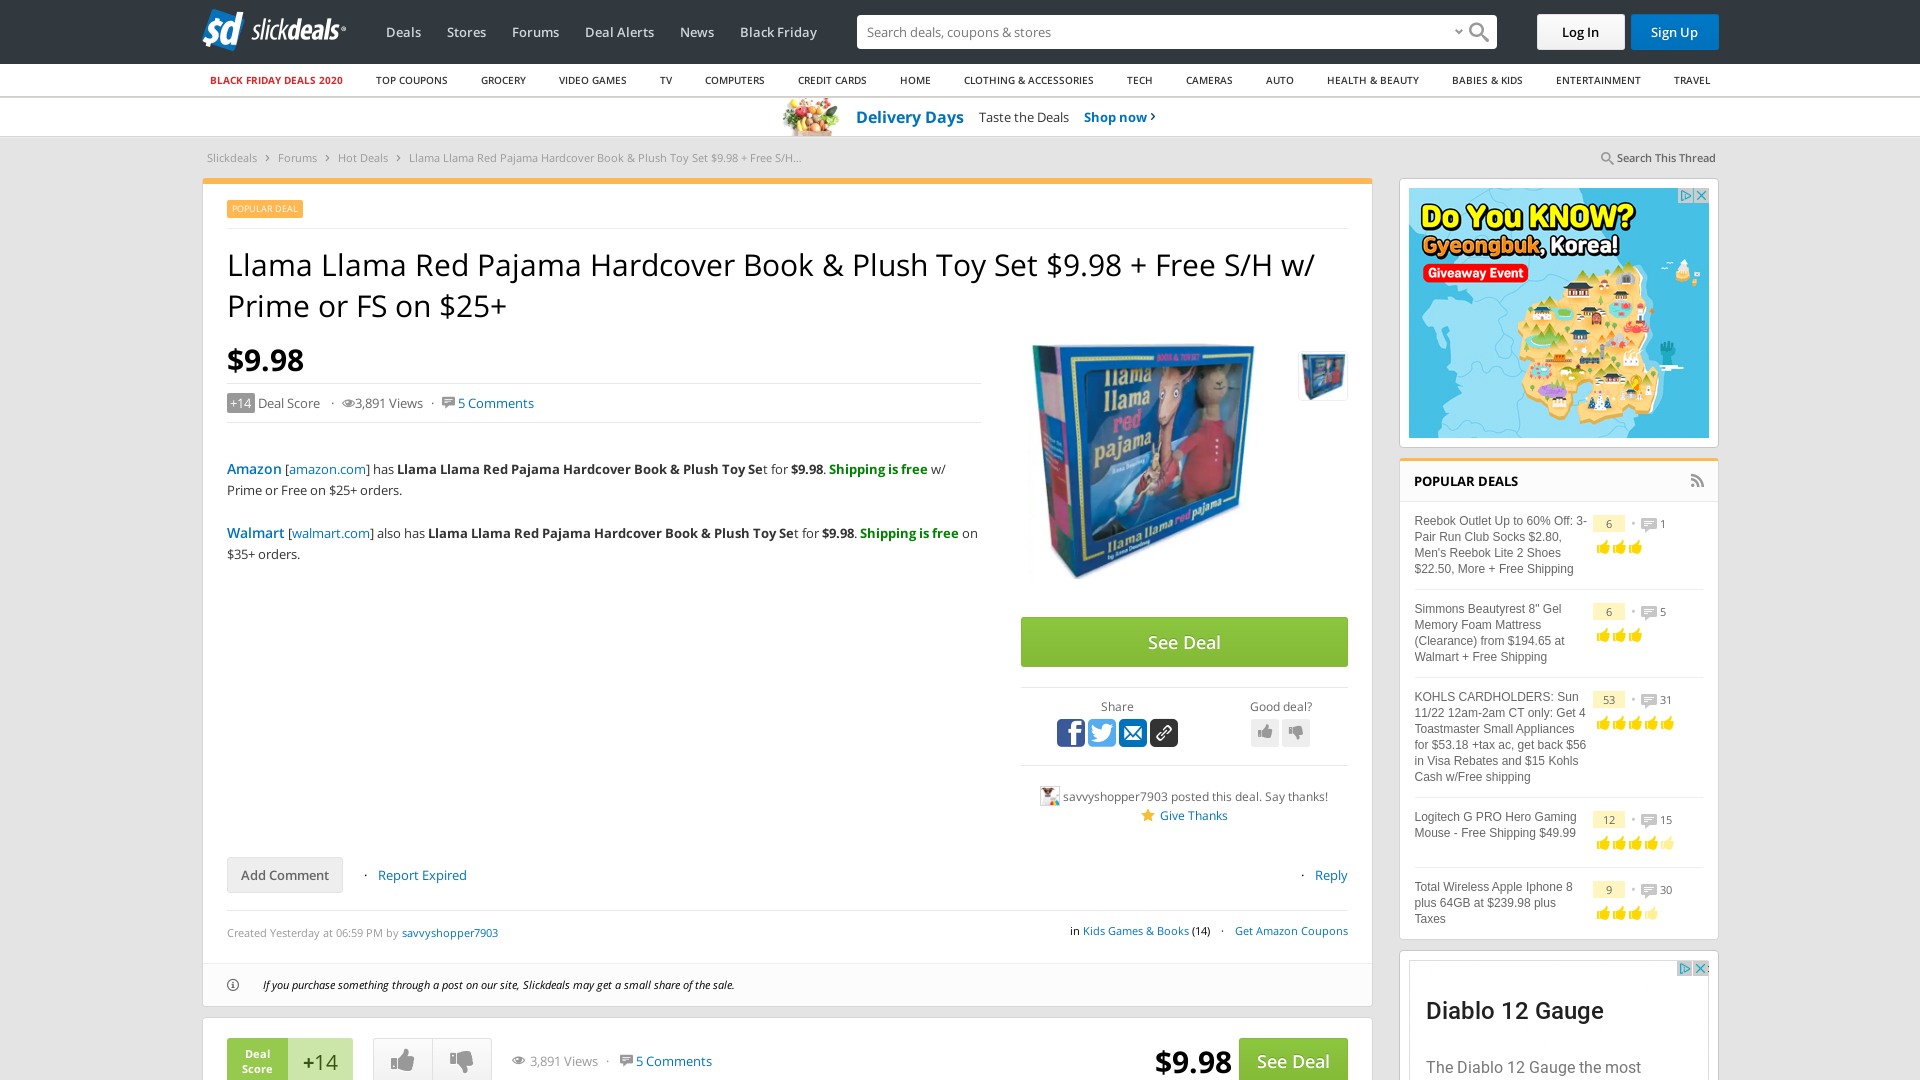 slickdeals
Deals Stores Forums Deal Alerts News Black Friday
Search deals, coupons & shops
Log In
Sign Up
BLACK FRIDAY DEALS 2020 TOP COUPONS GROCERY VIDEO GAMES TV COMPUTERS CREDIT CARDS HOME CLOTHING & ACCESSORIES TECH CAMERAS AUTO HEALTH & BEAUTY BABIES & KIDS ENTERTAINMENT TRAVEL
Delivery Days Taste the Deals Shop now
Slickdeals > Forums > Hot Deals > Llama Llama Red Pajama Hardcover Book & Plush Toy Set $9.98 + Free S/H...
Search This Thread
POPULAR DEAL
Llama Llama Red Pajama Hardcover Book & Plush Toy Set $9.98 + Free S/H w/
Prime or FS on $25+
$9.98
+14 Deal Score · 3,891 Views · 5 Comments
Amazon [amazon.com] has Llama Llama Red Pajama Hardcover Book & Plush Toy Set for $9.98. Shipping is free w/
Prime or Free on $25+ orders.
Walmart [walmart.com] also has Llama Llama Red Pajama Hardcover Book & Plush Toy Set for $9.98. Shipping is free on
$35+ orders.
BOOK & TOY SET
llama
llama
red
pajama
llama llama red pajama
See Deal
Share
Good deal?
savvyshopper7903 posted this deal. Say thanks!
Give Thanks
Add Comment · Report Expired
· Reply
Created Yesterday at 06:59 PM by savvyshopper7903
in Kids Games & Books (14) · Get Amazon Coupons
If you purchase something through a post on our site, Slickdeals may get a small share of the sale.
Deal
Score
+14
3,891 Views · 5 Comments
$9.98
See Deal
Do You KNOW?
Gyeongbuk, Korea!
Giveaway Event
POPULAR DEALS
Reebok Outlet Up to 60% Off: 3-
Pair Run Club Socks $2.80,
Men's Reebok Lite 2 Shoes
$22.50, More + Free Shipping
6 · 1
Simmons Beautyrest 8" Gel
Memory Foam Mattress
(Clearance) from $194.65 at
Walmart + Free Shipping
6 · 5
KOHLS CARDHOLDERS: Sun
11/22 12am-2am CT only: Get 4
Toastmaster Small Appliances
for $53.18 +tax ac, get back $56
in Visa Rebates and $15 Kohls
Cash w/Free shipping
53 · 31
Logitech G PRO Hero Gaming
Mouse - Free Shipping $49.99
12 · 15
Total Wireless Apple Iphone 8
plus 64GB at $239.98 plus
Taxes
9 · 30
Diablo 12 Gauge
The Diablo 12 Gauge the most